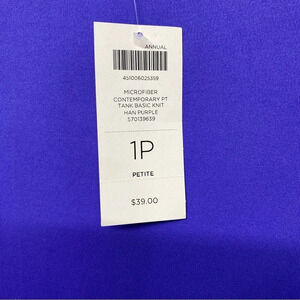 ANNUAL
451006025359
MICROFIBER
CONTEMPORARY PT
TANK BASIC KNIT
HAN PURPLE
570139639
1P
PETITE
$39.00